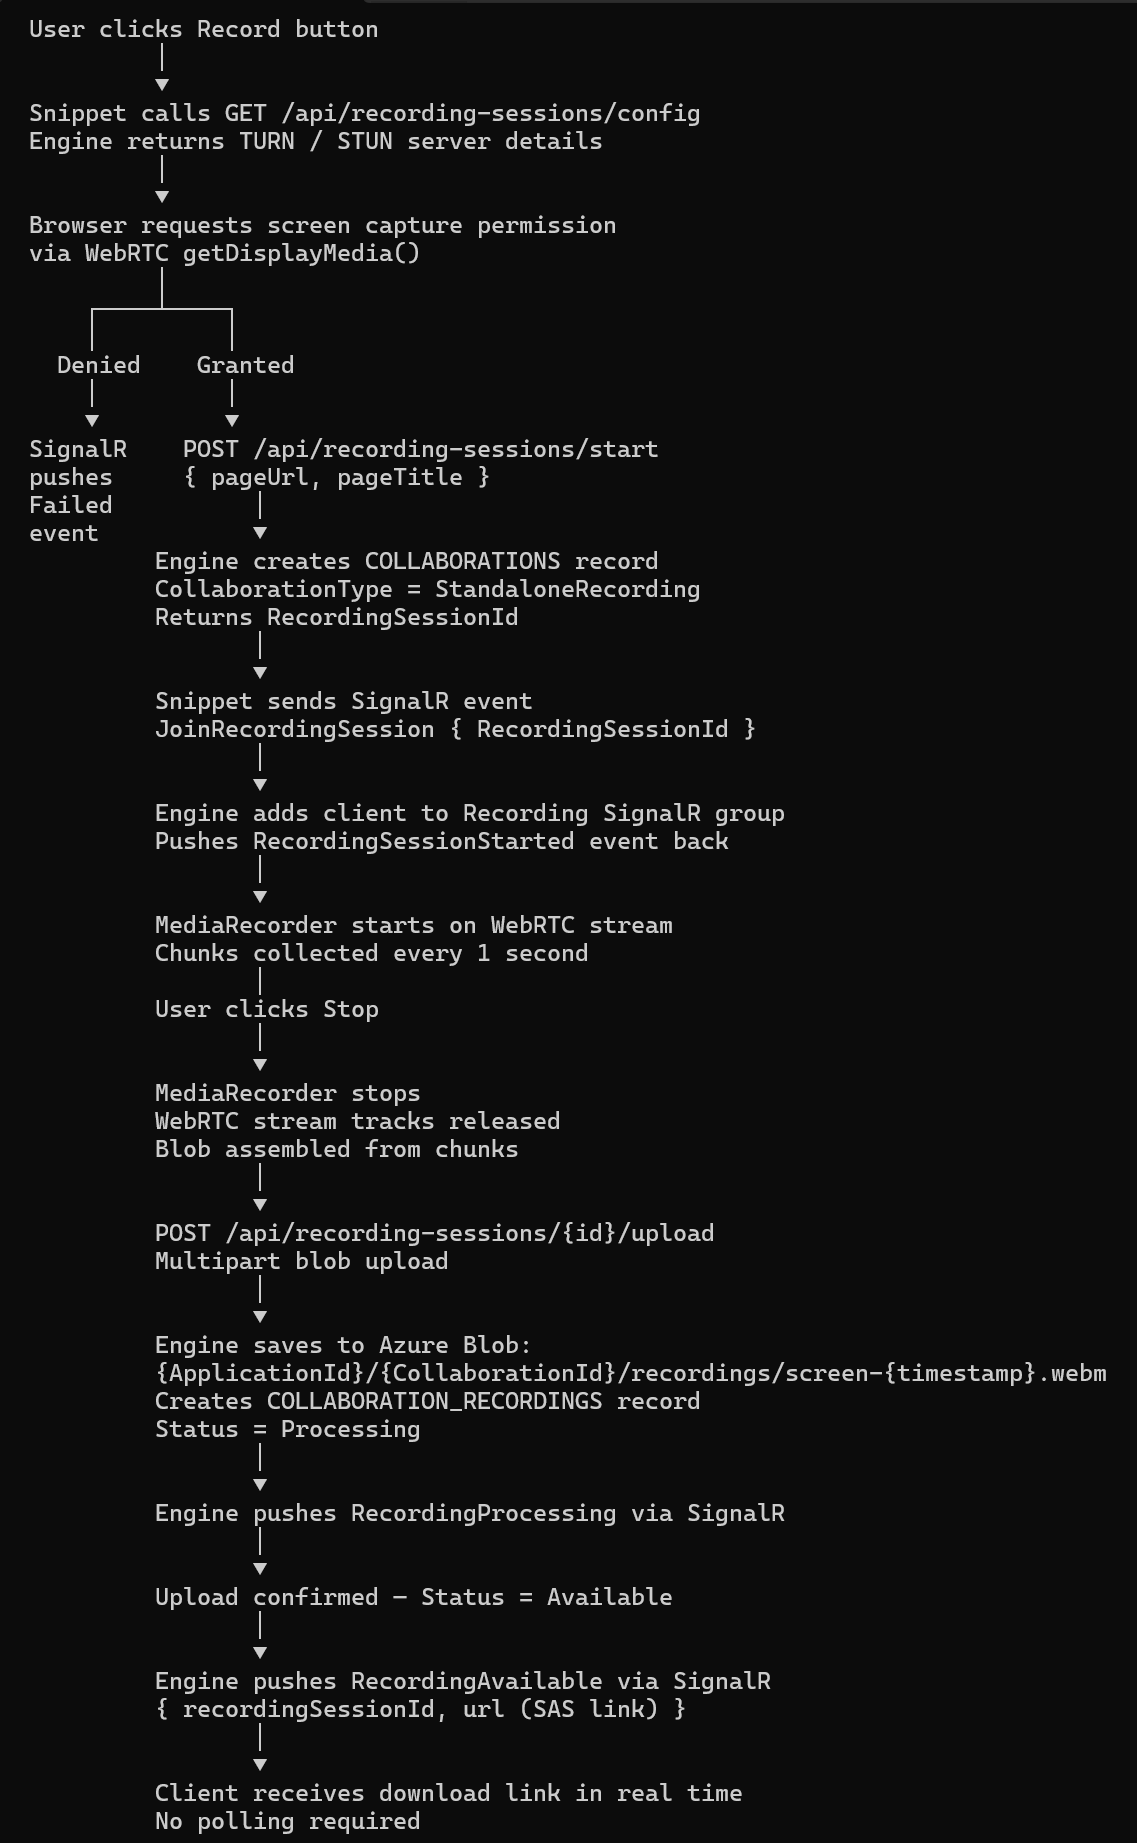 User clicks Record button
Snippet calls GET /api/recording-sessions/config
Engine returns TURN / STUN server details
Browser requests screen capture permission
via WebRTC getDisplayMedia()
Denied    Granted
SignalR    POST /api/recording-sessions/start
pushes     { pageUrl, pageTitle }
Failed
event
Engine creates COLLABORATIONS record
CollaborationType = StandaloneRecording
Returns RecordingSessionId
Snippet sends SignalR event
JoinRecordingSession { RecordingSessionId }
Engine adds client to Recording SignalR group
Pushes RecordingSessionStarted event back
MediaRecorder starts on WebRTC stream
Chunks collected every 1 second
User clicks Stop
MediaRecorder stops
WebRTC stream tracks released
Blob assembled from chunks
POST /api/recording-sessions/{id}/upload
Multipart blob upload
Engine saves to Azure Blob:
{ApplicationId}/{CollaborationId}/recordings/screen-{timestamp}.webm
Creates COLLABORATION_RECORDINGS record
Status = Processing
Engine pushes RecordingProcessing via SignalR
Upload confirmed — Status = Available
Engine pushes RecordingAvailable via SignalR
{ recordingSessionId, url (SAS link) }
Client receives download link in real time
No polling required